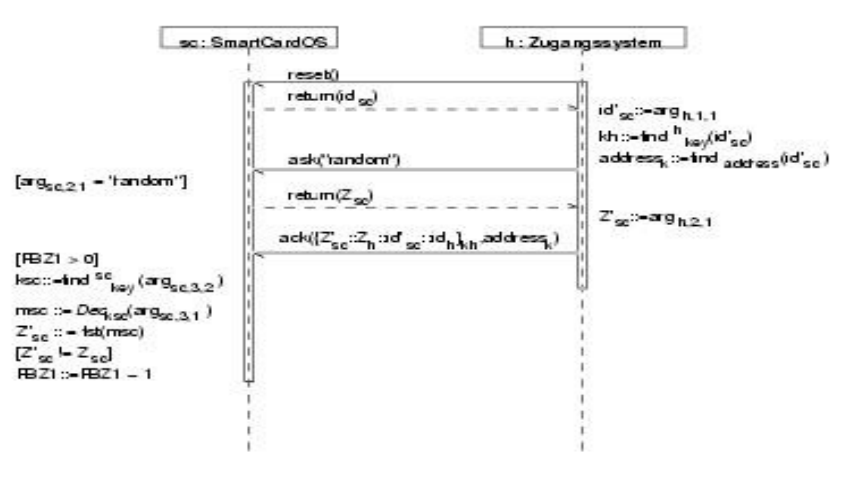 sc : SmartCardOS
h : Zugangssystem
reset()
return(id_sc)
id'_sc::=arg_h,1,1
kh::=find^h_key(id'_sc)
ask("random")
address_k::=find_address(id'_sc)
[arg_sc,2,1 = "random"]
return(Z_sc)
Z'_sc::=arg_h,2,1
ack({Z'_sc::Z_h::id'_sc::id_h}_kh,address_k)
[FBZ1 > 0]
ksc::=find^sc_key(arg_sc,3,2)
msc ::= Dec_ksc(arg_sc,3,1)
Z''_sc ::= fst(msc)
[Z''_sc != Z_sc]
FBZ1 ::= FBZ1 – 1